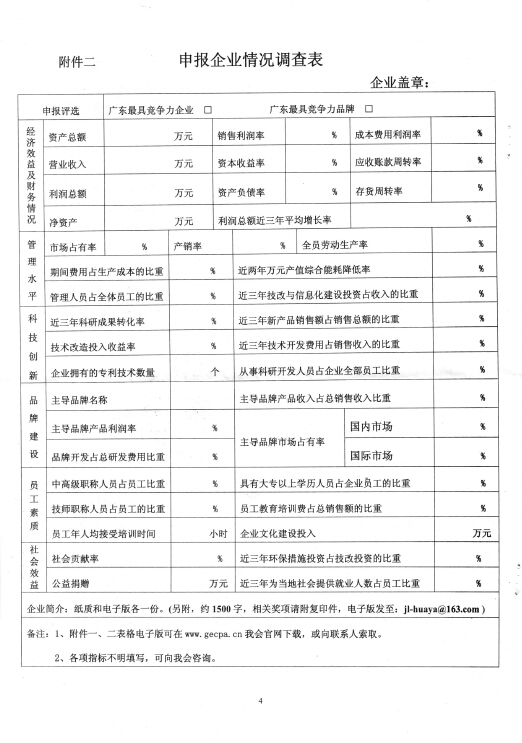 附件二
申报企业情况调查表
企业盖章：
申报评选 广东最具竞争力企业 □ 广东最具竞争力品牌 □
经济效益及财务情况
资产总额 万元 销售利润率 % 成本费用利润率 %
营业收入 万元 资本收益率 % 应收账款周转率 %
利润总额 万元 资产负债率 % 存货周转率 %
净资产 万元 利润总额近三年平均增长率 %
管理水平
市场占有率 % 产销率 % 全员劳动生产率 %
期间费用占生产成本的比重 % 近两年万元产值综合能耗降低率 %
管理人员占全体员工的比重 % 近三年技改与信息化建设投资占收入的比重 %
科技创新
近三年科研成果转化率 % 近三年新产品销售额占销售总额的比重 %
技术改造投入收益率 % 近三年技术开发费用占销售收入的比重 %
企业拥有的专利技术数量 个 从事科研开发人员占企业全部员工比重 %
品牌建设
主导品牌名称 主导品牌产品收入占总销售收入比重 %
主导品牌产品利润率 % 主导品牌市场占有率 国内市场 %
品牌开发占总研发费用比重 % 国际市场 %
员工素质
中高级职称人员占员工比重 % 具有大专以上学历人员占企业员工的比重 %
技师职称人员占员工的比重 % 员工教育培训费占总销售额的比重 %
员工年人均接受培训时间 小时 企业文化建设投入 万元
社会效益
社会贡献率 % 近三年环保措施投资占技改投资的比重 %
公益捐赠 万元 近三年为当地社会提供就业人数占员工比重 %
企业简介：纸质和电子版各一份。(另附，约 1500 字，相关奖项请附复印件，电子版发至：jl-huaya@163.com )
备注：1、附件一、二表格电子版可在 www.gecpa.cn 我会官网下载，或向联系人索取。
2、各项指标不明填写，可向我会咨询。
4